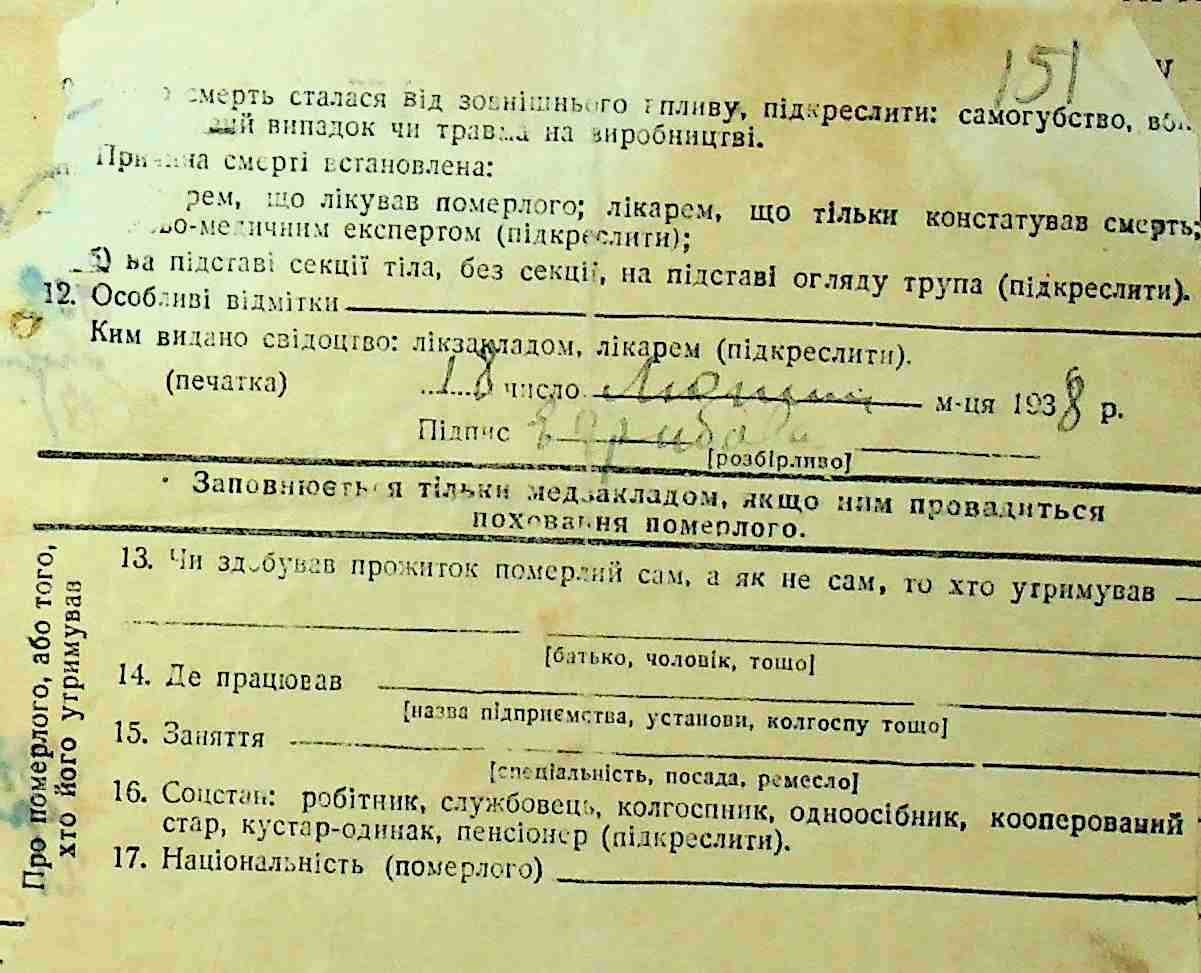 151
смерть сталася від зовнішнього впливу, підкреслити: самогубство,
випадок чи травма на виробництві.
Причина смерті встановлена:
рем, що лікував померлого; лікарем, що тільки констатував смерть;
во-медичним експертом (підкреслити);
б) на підставі секції тіла, без секції, на підставі огляду трупа (підкреслити).
12. Особливі відмітки
Ким видано свідоцтво: лікзакладом, лікарем (підкреслити).
(печатка) 18 число м-ця 1938 р.
Підпис
[розбірливо]
Заповнюється тільки медзакладом, якщо ним провадиться
поховання померлого.
Про померлого, або того,
хто його утримував
13. Чи здобував прожиток померлий сам, а як не сам, то хто утримував
[батько, чоловік, тощо]
14. Де працював
[назва підприємства, установи, колгоспу тощо]
15. Заняття
[спеціальність, посада, ремесло]
16. Соцстан: робітник, службовець, колгоспник, одноосібник, кооперований
стар, кустар-одинак, пенсіонер (підкреслити).
17. Національність (померлого)